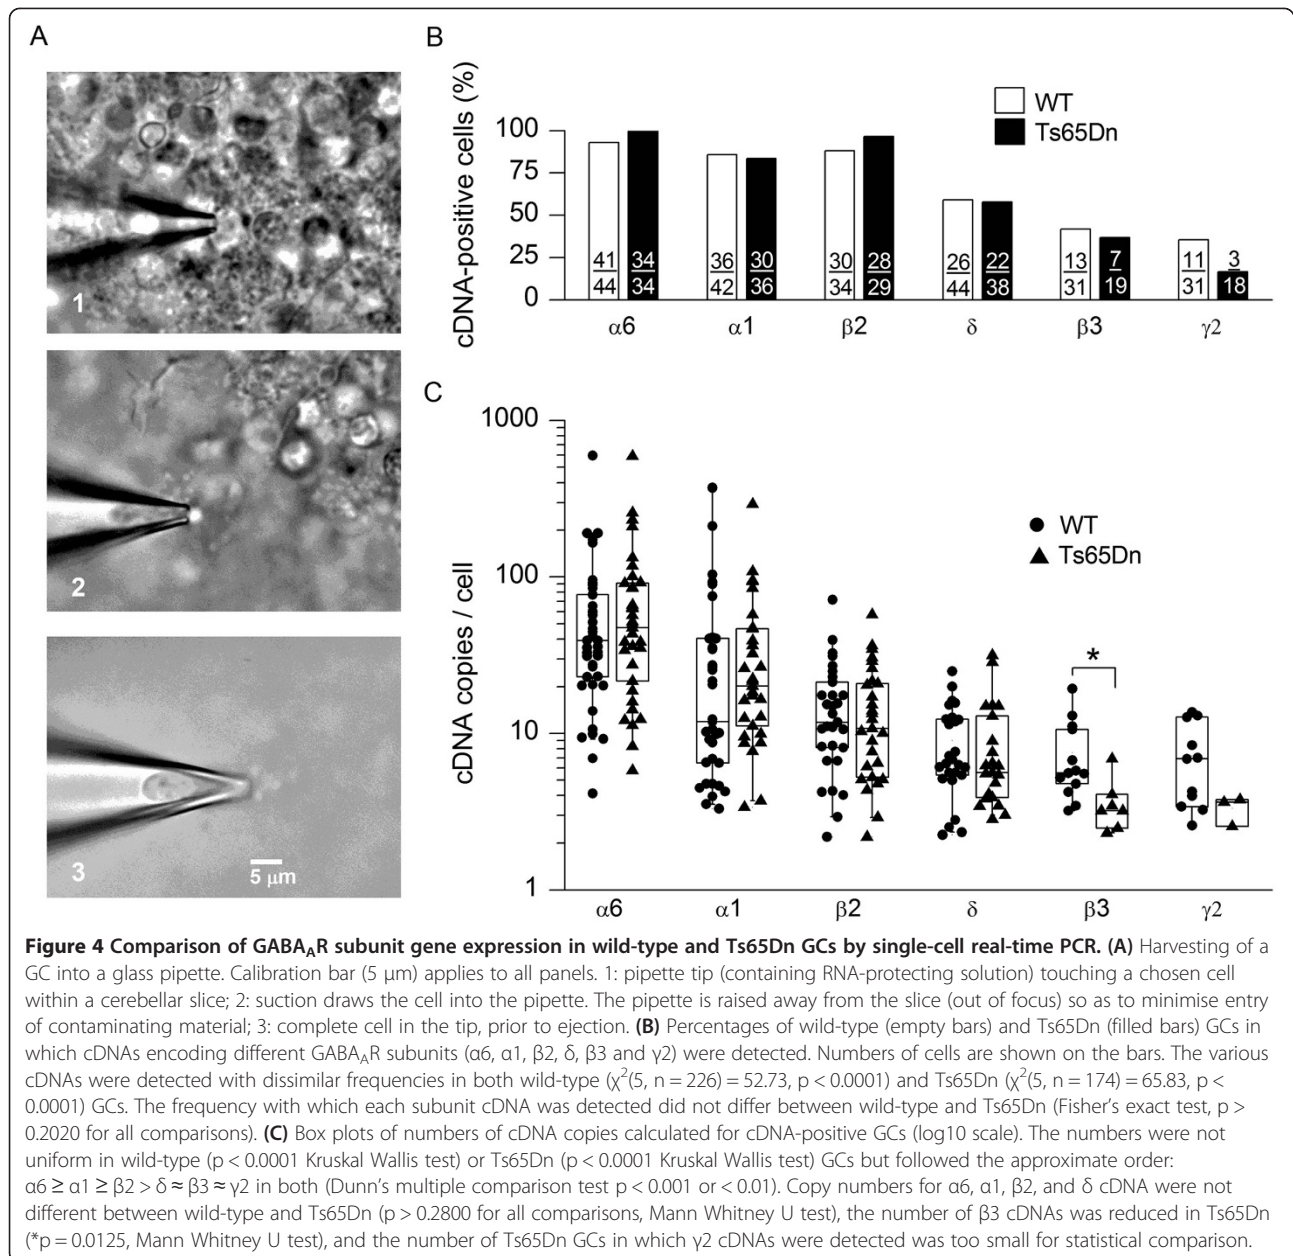 A
1
2
3
5 μm
B
cDNA-positive cells (%)
100
75
50
25
0
WT
Ts65Dn
41 34 36 30 30 28 26 22 13 7 11 3
44 34 42 36 34 29 44 38 31 19 31 18
α6 α1 β2 δ β3 γ2
C
cDNA copies / cell
1000
100
10
1
WT
Ts65Dn
*
α6 α1 β2 δ β3 γ2
Figure 4 Comparison of GABAAR subunit gene expression in wild-type and Ts65Dn GCs by single-cell real-time PCR. (A) Harvesting of a
GC into a glass pipette. Calibration bar (5 μm) applies to all panels. 1: pipette tip (containing RNA-protecting solution) touching a chosen cell
within a cerebellar slice; 2: suction draws the cell into the pipette. The pipette is raised away from the slice (out of focus) so as to minimise entry
of contaminating material; 3: complete cell in the tip, prior to ejection. (B) Percentages of wild-type (empty bars) and Ts65Dn (filled bars) GCs in
which cDNAs encoding different GABAAR subunits (α6, α1, β2, δ, β3 and γ2) were detected. Numbers of cells are shown on the bars. The various
cDNAs were detected with dissimilar frequencies in both wild-type (χ²(5, n = 226) = 52.73, p < 0.0001) and Ts65Dn (χ²(5, n = 174) = 65.83, p <
0.0001) GCs. The frequency with which each subunit cDNA was detected did not differ between wild-type and Ts65Dn (Fisher's exact test, p >
0.2020 for all comparisons). (C) Box plots of numbers of cDNA copies calculated for cDNA-positive GCs (log10 scale). The numbers were not
uniform in wild-type (p < 0.0001 Kruskal Wallis test) or Ts65Dn (p < 0.0001 Kruskal Wallis test) GCs but followed the approximate order:
α6 ≥ α1 ≥ β2 > δ ≈ β3 ≈ γ2 in both (Dunn's multiple comparison test p < 0.001 or < 0.01). Copy numbers for α6, α1, β2, and δ cDNA were not
different between wild-type and Ts65Dn (p > 0.2800 for all comparisons, Mann Whitney U test), the number of β3 cDNAs was reduced in Ts65Dn
(*p = 0.0125, Mann Whitney U test), and the number of Ts65Dn GCs in which γ2 cDNAs were detected was too small for statistical comparison.